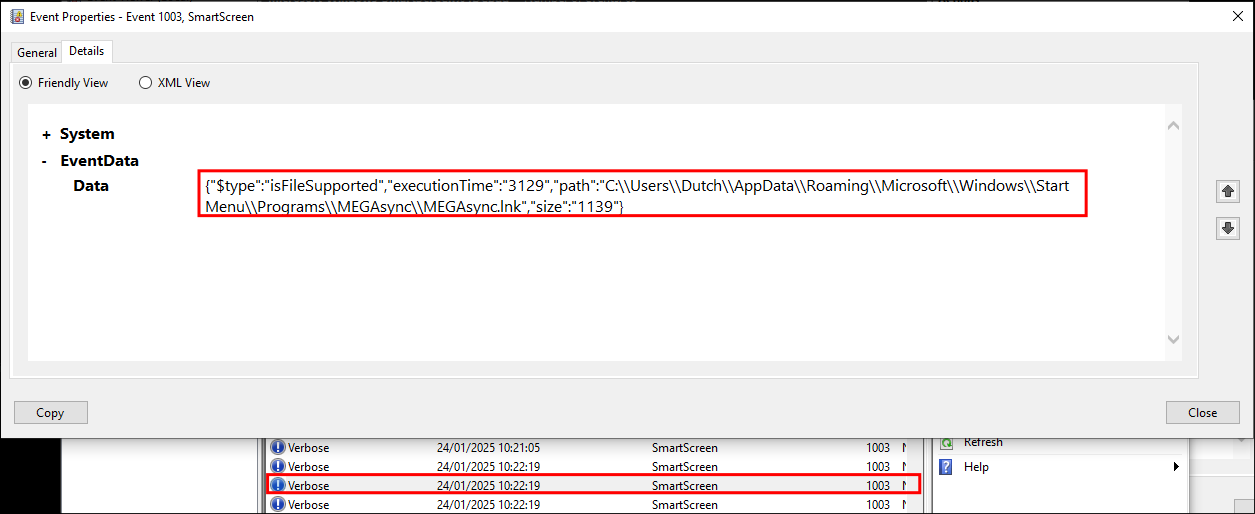 Event Properties - Event 1003, SmartScreen
General Details
Friendly View XML View
+ System
- EventData
Data {"$type":"isFileSupported","executionTime":"3129","path":"C:\\Users\\Dutch\\AppData\\Roaming\\Microsoft\\Windows\\Start
Menu\\Programs\\MEGAsync\\MEGAsync.lnk","size":"1139"}
Copy Close
Verbose 24/01/2025 10:21:05 SmartScreen 1003
Refresh
Verbose 24/01/2025 10:22:19 SmartScreen 1003
Help
Verbose 24/01/2025 10:22:19 SmartScreen 1003
Verbose 24/01/2025 10:22:19 SmartScreen 1003